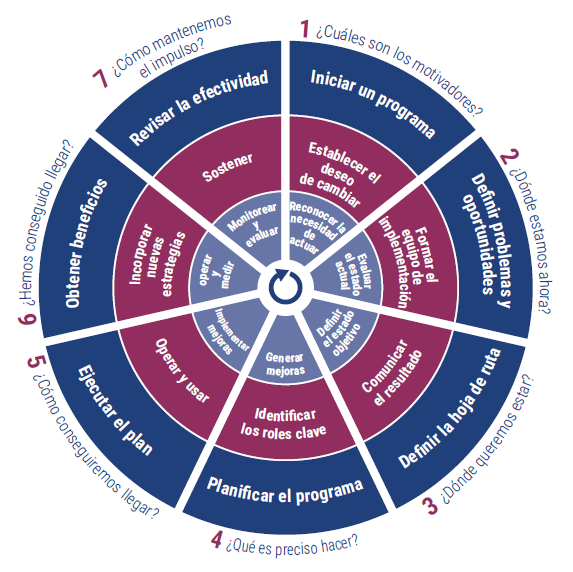 1 ¿Cuáles son los motivadores?
Iniciar un programa
Establecer el
deseo
de cambiar
Reconocer la
necesidad
de
actuar
2 ¿Dónde estamos ahora?
Definir problemas y
oportunidades
Formar el
equipo de
implementación
Evaluar
el estado
actual
3 ¿Dónde queremos estar?
Definir la hoja de ruta
Comunicar
el resultado
Definir
el estado
objetivo
4 ¿Qué es preciso hacer?
Planificar el programa
Identificar
los roles clave
Generar
mejoras
5 ¿Cómo conseguiremos llegar?
Ejecutar el plan
Operar y usar
Implementar
mejoras
6 ¿Hemos conseguido llegar?
Obtener beneficios
Incorporar
nuevas
estrategias
operar
y
medir
7 ¿Cómo mantenemos
el impulso?
Revisar la efectividad
Sostener
Monitorear
y
evaluar